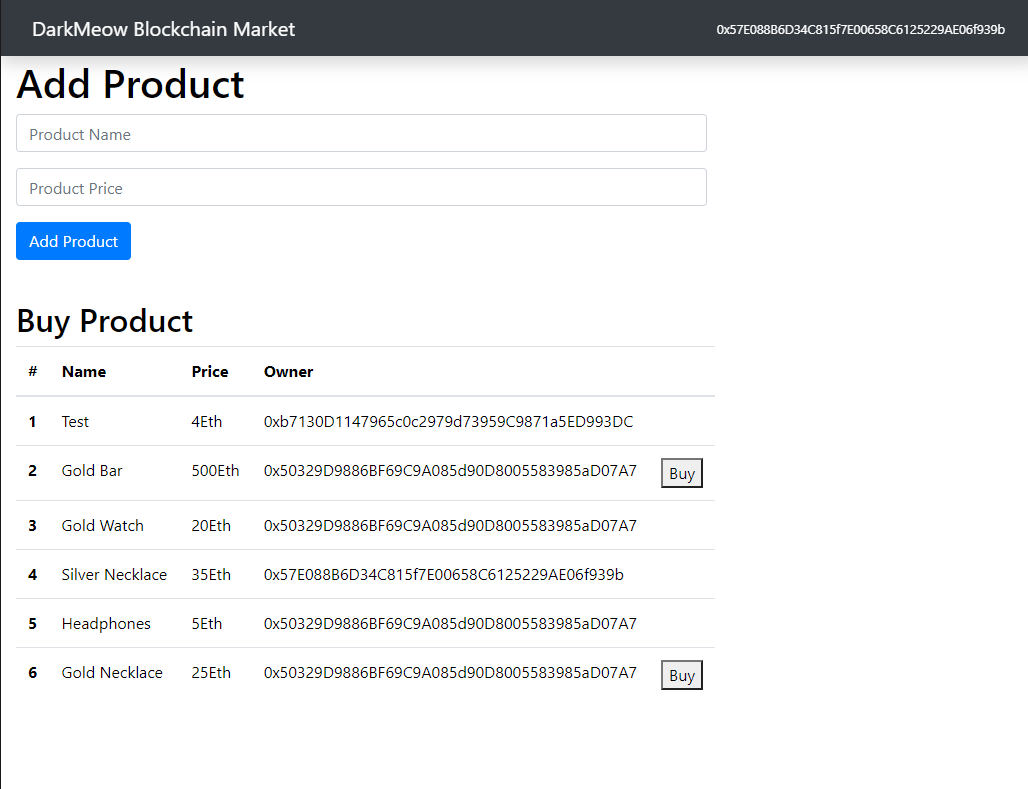 DarkMeow Blockchain Market 0x57E088B6D34C815f7E00658C6125229AE06f939b
Add Product
Product Name
Product Price
Add Product
Buy Product
# Name Price Owner
1 Test 4Eth 0xb7130D1147965c0c2979d73959C9871a5ED993DC
2 Gold Bar 500Eth 0x50329D9886BF69C9A085d90D8005583985aD07A7 Buy
3 Gold Watch 20Eth 0x50329D9886BF69C9A085d90D8005583985aD07A7
4 Silver Necklace 35Eth 0x57E088B6D34C815f7E00658C6125229AE06f939b
5 Headphones 5Eth 0x50329D9886BF69C9A085d90D8005583985aD07A7
6 Gold Necklace 25Eth 0x50329D9886BF69C9A085d90D8005583985aD07A7 Buy